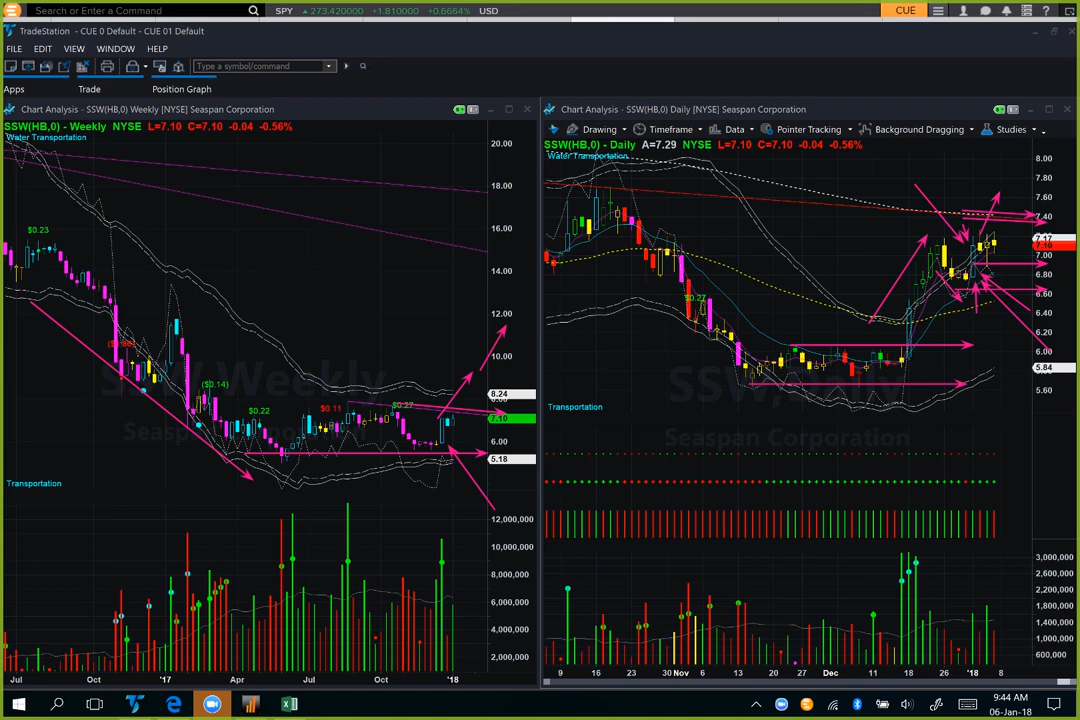 Search or Enter a Command
SPY ▲273.420000 +1.810000 +0.6664% USD
CUE
TradeStation - CUE 0 Default - CUE 01 Default
FILE EDIT VIEW WINDOW HELP
Type a symbol/command
Apps Trade Position Graph
Chart Analysis - SSW(HB,0) Weekly [NYSE] Seaspan Corporation
SSW(HB,0) - Weekly NYSE L=7.10 C=7.10 -0.04 -0.56%
Water Transportation
20.00
18.00
$0.23
16.00
14.00
12.00
10.00
($0.14)
8.24
$0.22
$0.11
$0.27
7.10
6.00
5.18
SSW Weekly
Seaspan Corporation
Transportation
12,000,000
10,000,000
8,000,000
6,000,000
4,000,000
2,000,000
Jul Oct '17 Apr Jul Oct '18
Chart Analysis - SSW(HB,0) Daily [NYSE] Seaspan Corporation
Drawing Timeframe Data Pointer Tracking Background Dragging Studies
SSW(HB,0) - Daily A=7.29 NYSE L=7.10 C=7.10 -0.04 -0.56%
Water Transportation
8.00
7.80
7.60
7.40
7.17
7.10
7.00
6.80
$0.27
6.60
6.40
6.20
6.00
5.84
5.60
SSW Daily
Seaspan Corporation
Transportation
3,000,000
2,600,000
2,200,000
1,800,000
1,400,000
1,000,000
600,000
9 16 23 30 Nov 6 13 20 27 Dec 11 18 26 '18 8
9:44 AM
06-Jan-18